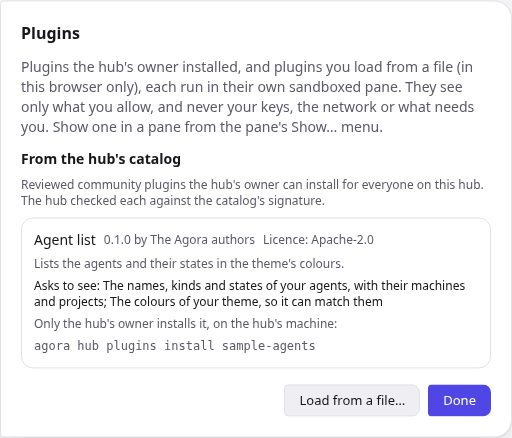 Plugins
Plugins the hub's owner installed, and plugins you load from a file (in
this browser only), each run in their own sandboxed pane. They see
only what you allow, and never your keys, the network or what needs
you. Show one in a pane from the pane's Show... menu.
From the hub's catalog
Reviewed community plugins the hub's owner can install for everyone on this hub.
The hub checked each against the catalog's signature.
Agent list 0.1.0 by The Agora authors Licence: Apache-2.0
Lists the agents and their states in the theme's colours.
Asks to see: The names, kinds and states of your agents, with their machines
and projects; The colours of your theme, so it can match them
Only the hub's owner installs it, on the hub's machine:
agora hub plugins install sample-agents
Load from a file...
Done